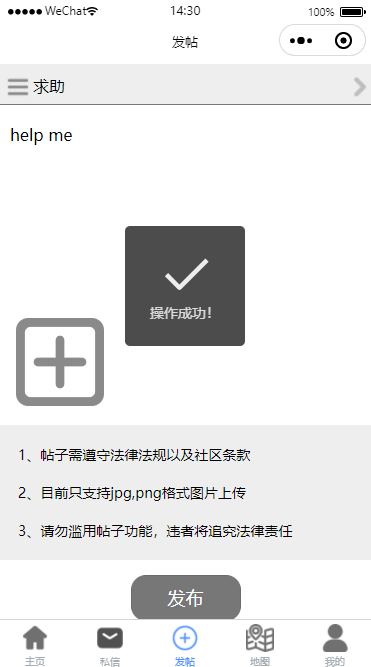 WeChat 14:30 100%
发帖
求助
help me
操作成功!
1、帖子需遵守法律法规以及社区条款
2、目前只支持jpg,png格式图片上传
3、请勿滥用帖子功能，违者将追究法律责任
发布
主页 私信 发帖 地图 我的